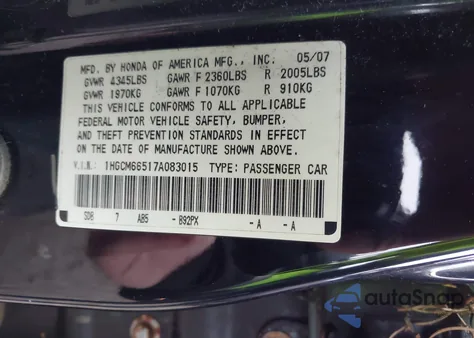 MFD. BY HONDA OF AMERICA MFG., INC. 05/07
GVWR 4345LBS GAWR F 2360LBS R 2005LBS
GVWR 1970KG GAWR F 1070KG R 910KG
THIS VEHICLE CONFORMS TO ALL APPLICABLE
FEDERAL MOTOR VEHICLE SAFETY, BUMPER,
AND THEFT PREVENTION STANDARDS IN EFFECT
ON THE DATE OF MANUFACTURE SHOWN ABOVE.
V.I.N.: 1HGCM66517A083015 TYPE: PASSENGER CAR
SDB 7 AB5 - B92PX - A - A
autoSnap